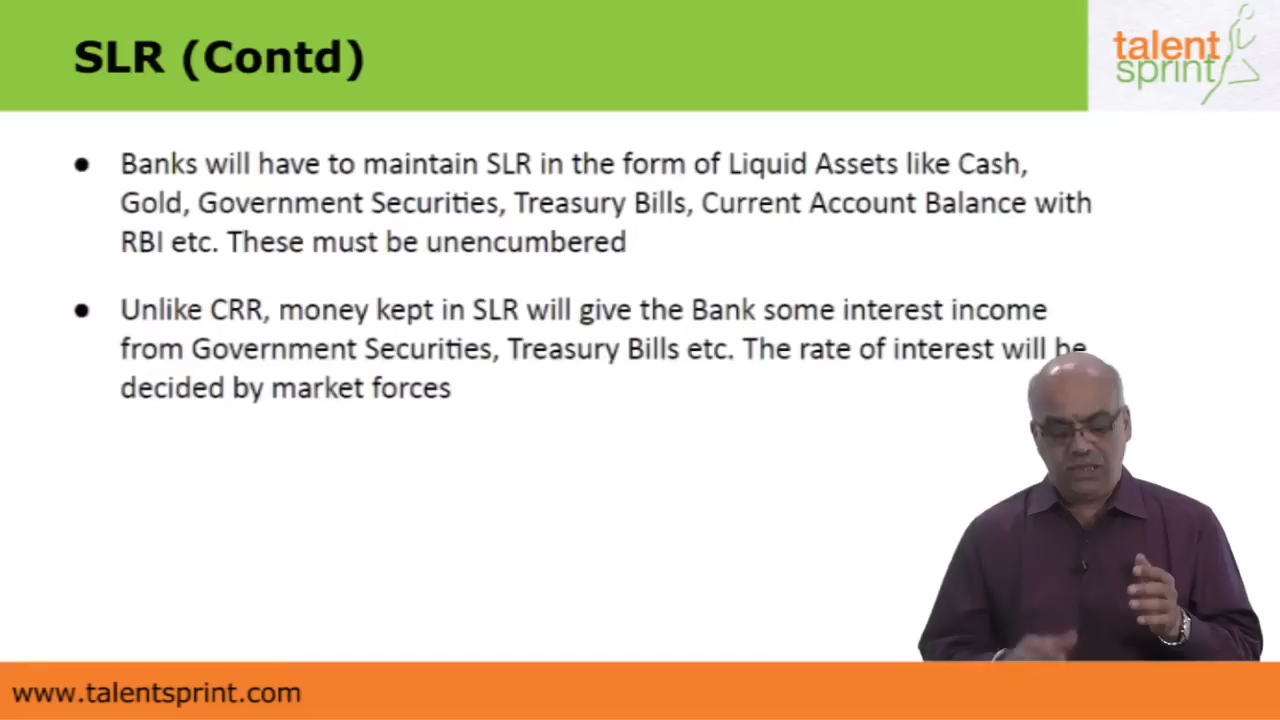 SLR (Contd)
talent
sprint
● Banks will have to maintain SLR in the form of Liquid Assets like Cash,
Gold, Government Securities, Treasury Bills, Current Account Balance with
RBI etc. These must be unencumbered
● Unlike CRR, money kept in SLR will give the Bank some interest income
from Government Securities, Treasury Bills etc. The rate of interest will be
decided by market forces
www.talentsprint.com